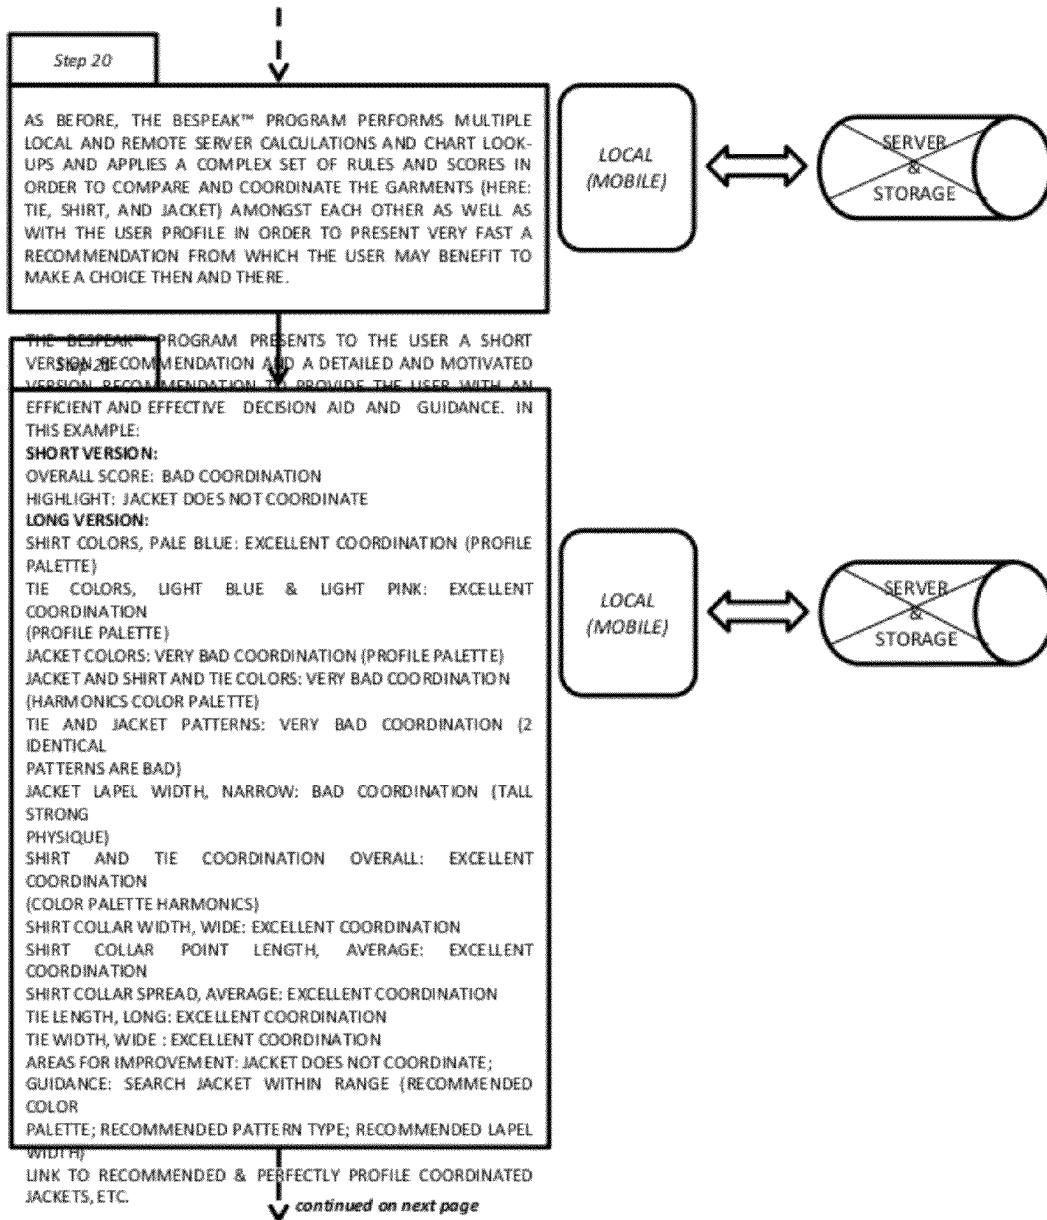 Step 20
AS BEFORE, THE BESPEAK™ PROGRAM PERFORMS MULTIPLE
LOCAL AND REMOTE SERVER CALCULATIONS AND CHART LOOK-
UPS AND APPLIES A COMPLEX SET OF RULES AND SCORES IN
ORDER TO COMPARE AND COORDINATE THE GARMENTS (HERE:
TIE, SHIRT, AND JACKET) AMONGST EACH OTHER AS WELL AS
WITH THE USER PROFILE IN ORDER TO PRESENT VERY FAST A
RECOMMENDATION FROM WHICH THE USER MAY BENEFIT TO
MAKE A CHOICE THEN AND THERE.
LOCAL
(MOBILE)
SERVER
&
STORAGE
Step 21
THE BESPEAK™ PROGRAM PRESENTS TO THE USER A SHORT
VERSION RECOMMENDATION AND A DETAILED AND MOTIVATED
VERSION RECOMMENDATION TO PROVIDE THE USER WITH AN
EFFICIENT AND EFFECTIVE DECISION AID AND GUIDANCE. IN
THIS EXAMPLE:
SHORT VERSION:
OVERALL SCORE: BAD COORDINATION
HIGHLIGHT: JACKET DOES NOT COORDINATE
LONG VERSION:
SHIRT COLORS, PALE BLUE: EXCELLENT COORDINATION (PROFILE
PALETTE)
TIE COLORS, LIGHT BLUE & LIGHT PINK: EXCELLENT
COORDINATION
(PROFILE PALETTE)
JACKET COLORS: VERY BAD COORDINATION (PROFILE PALETTE)
JACKET AND SHIRT AND TIE COLORS: VERY BAD COORDINATION
(HARMONICS COLOR PALETTE)
TIE AND JACKET PATTERNS: VERY BAD COORDINATION (2
IDENTICAL
PATTERNS ARE BAD)
JACKET LAPEL WIDTH, NARROW: BAD COORDINATION (TALL
STRONG
PHYSIQUE)
SHIRT AND TIE COORDINATION OVERALL: EXCELLENT
COORDINATION
(COLOR PALETTE HARMONICS)
SHIRT COLLAR WIDTH, WIDE: EXCELLENT COORDINATION
SHIRT COLLAR POINT LENGTH, AVERAGE: EXCELLENT
COORDINATION
SHIRT COLLAR SPREAD, AVERAGE: EXCELLENT COORDINATION
TIE LENGTH, LONG: EXCELLENT COORDINATION
TIE WIDTH, WIDE : EXCELLENT COORDINATION
AREAS FOR IMPROVEMENT: JACKET DOES NOT COORDINATE;
GUIDANCE: SEARCH JACKET WITHIN RANGE (RECOMMENDED
COLOR
PALETTE; RECOMMENDED PATTERN TYPE; RECOMMENDED LAPEL
WIDTH)
LINK TO RECOMMENDED & PERFECTLY PROFILE COORDINATED
JACKETS, ETC.
LOCAL
(MOBILE)
SERVER
&
STORAGE
continued on next page